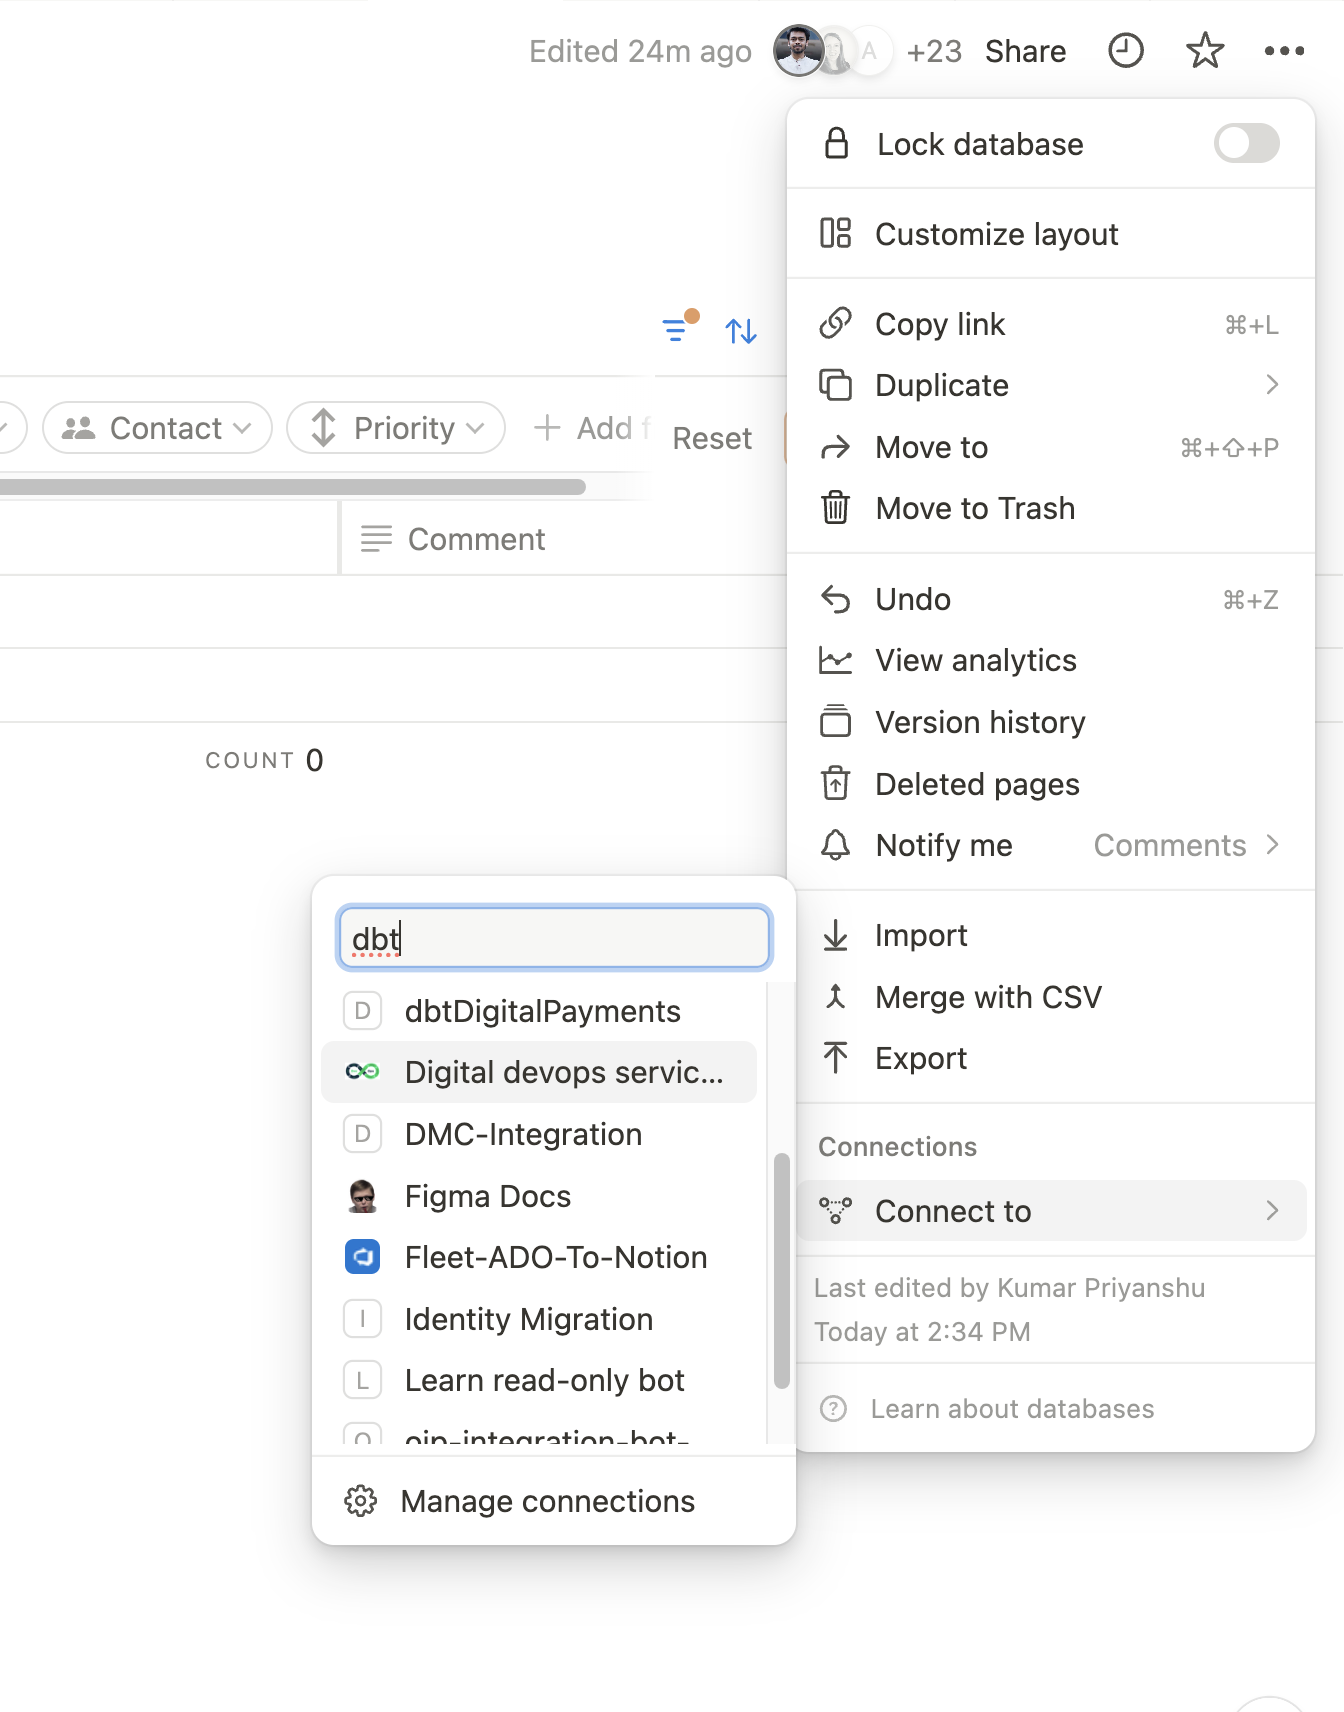 Edited 24m ago A +23 Share
Lock database
Customize layout
Copy link ⌘+L
Duplicate
Move to ⌘+⇧+P
Move to Trash
Contact Priority + Add f Reset
Comment
Undo ⌘+Z
View analytics
Version history
Deleted pages
Notify me Comments
COUNT 0
Import
Merge with CSV
Export
Connections
Connect to
Last edited by Kumar Priyanshu
Today at 2:34 PM
Learn about databases
dbt
D dbtDigitalPayments
Digital devops servic...
D DMC-Integration
Figma Docs
Fleet-ADO-To-Notion
I Identity Migration
L Learn read-only bot
O oip-integration-bot-
Manage connections